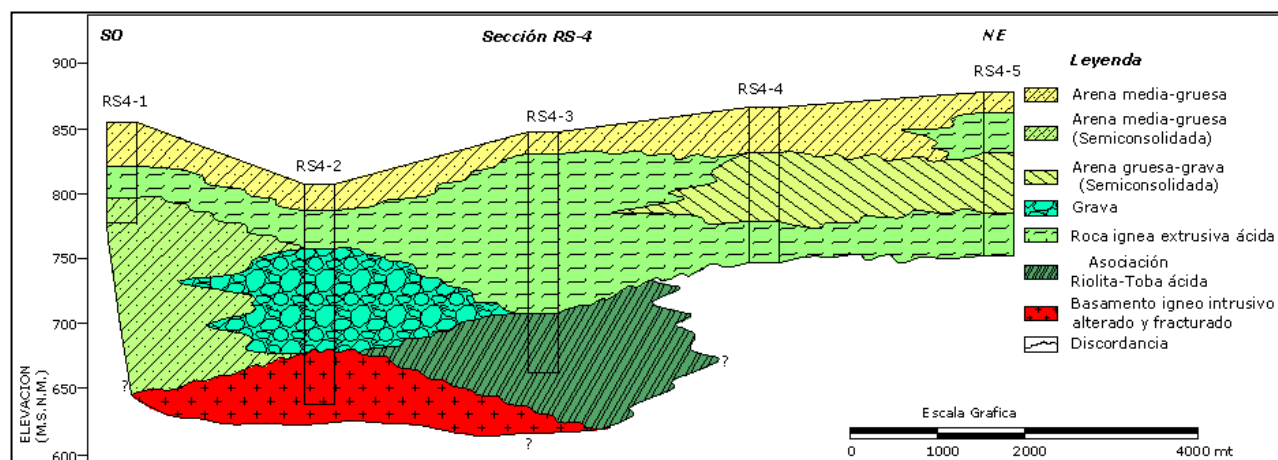 SO
Sección RS-4
NE
900
850
800
750
700
650
600
ELEVACION
(M.S.N.M.)
RS4-1
RS4-2
RS4-3
RS4-4
RS4-5
?
?
?
Leyenda
Arena media-gruesa
Arena media-gruesa
(Semiconsolidada)
Arena gruesa-grava
(Semiconsolidada)
Grava
Roca ignea extrusiva ácida
Asociación
Riolita-Toba ácida
Basamento igneo intrusivo
alterado y fracturado
Discordancia
Escala Grafica
0 1000 2000 4000 mt